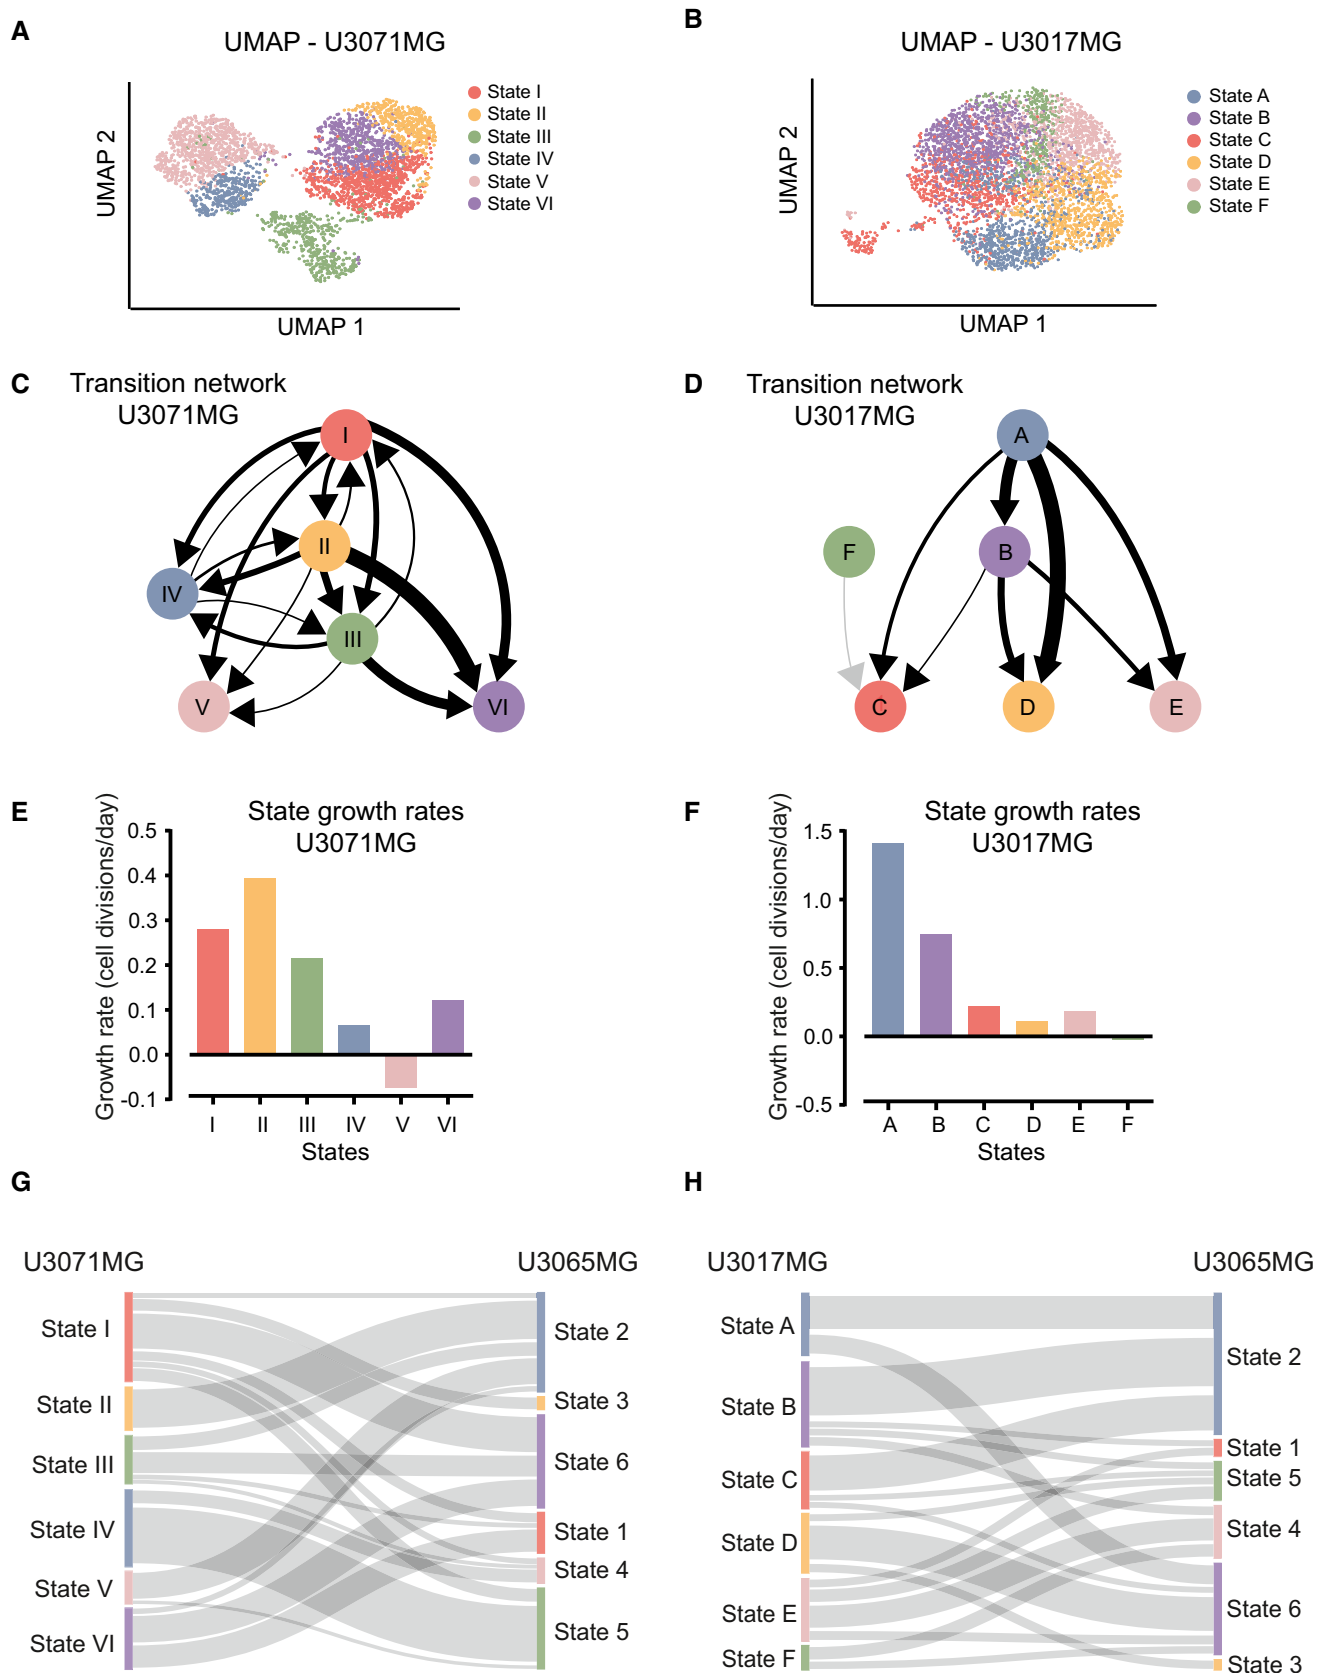 A
UMAP - U3071MG
UMAP 2
UMAP 1
State I
State II
State III
State IV
State V
State VI
B
UMAP - U3017MG
UMAP 2
UMAP 1
State A
State B
State C
State D
State E
State F
C
Transition network
U3071MG
I
II
IV
III
V
VI
D
Transition network
U3017MG
A
F
B
C
D
E
E
State growth rates
U3071MG
Growth rate (cell divisions/day)
0.5
0.4
0.3
0.2
0.1
0.0
-0.1
I II III IV V VI
States
F
State growth rates
U3017MG
Growth rate (cell divisions/day)
1.5
1.0
0.5
0.0
-0.5
A B C D E F
States
G
U3071MG
U3065MG
State I
State II
State III
State IV
State V
State VI
State 2
State 3
State 6
State 1
State 4
State 5
H
U3017MG
U3065MG
State A
State B
State C
State D
State E
State F
State 2
State 1
State 5
State 4
State 6
State 3